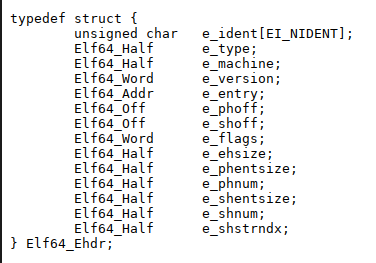 typedef struct {
        unsigned char   e_ident[EI_NIDENT];
        Elf64_Half      e_type;
        Elf64_Half      e_machine;
        Elf64_Word      e_version;
        Elf64_Addr      e_entry;
        Elf64_Off       e_phoff;
        Elf64_Off       e_shoff;
        Elf64_Word      e_flags;
        Elf64_Half      e_ehsize;
        Elf64_Half      e_phentsize;
        Elf64_Half      e_phnum;
        Elf64_Half      e_shentsize;
        Elf64_Half      e_shnum;
        Elf64_Half      e_shstrndx;
} Elf64_Ehdr;